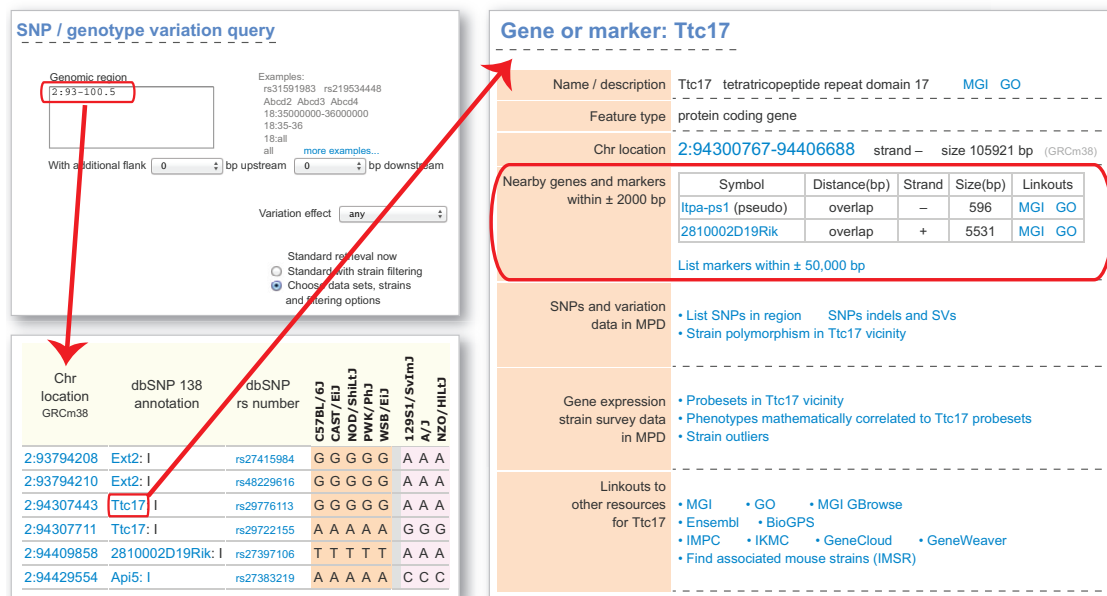 SNP / genotype variation query
Genomic region
2:93-100.5
Examples:
rs31591983 rs219534448
Abcd2 Abcd3 Abcd4
18:35000000-36000000
18:35-36
18:all
all more examples...
With additional flank 0 bp upstream 0 bp downstream
Variation effect any
Standard retrieval now
Standard with strain filtering
Choose data sets, strains
and filtering options
Chr
location
GRCm38
dbSNP 138
annotation
dbSNP
rs number
C57BL/6J
CAST/EiJ
NOD/ShiLtJ
PWK/PhJ
WSB/EiJ
129S1/SvImJ
A/J
NZO/HlLtJ
2:93794208 Ext2: I rs27415984 G G G G G A A A
2:93794210 Ext2: I rs48229616 G G G G G A A A
2:94307443 Ttc17: I rs29776113 G G G G G A A A
2:94307711 Ttc17: I rs29722155 A A A A A G G G
2:94409858 2810002D19Rik: I rs27397106 T T T T T A A A
2:94429554 Api5: I rs27383219 A A A A A C C C
Gene or marker: Ttc17
Name / description Ttc17 tetratricopeptide repeat domain 17 MGI GO
Feature type protein coding gene
Chr location 2:94300767-94406688 strand – size 105921 bp (GRCm38)
Nearby genes and markers
within ± 2000 bp
Symbol Distance(bp) Strand Size(bp) Linkouts
Itpa-ps1 (pseudo) overlap – 596 MGI GO
2810002D19Rik overlap + 5531 MGI GO
List markers within ± 50,000 bp
SNPs and variation
data in MPD
• List SNPs in region SNPs indels and SVs
• Strain polymorphism in Ttc17 vicinity
Gene expression
strain survey data
in MPD
• Probesets in Ttc17 vicinity
• Phenotypes mathematically correlated to Ttc17 probesets
• Strain outliers
Linkouts to
other resources
for Ttc17
• MGI • GO • MGI GBrowse
• Ensembl • BioGPS
• IMPC • IKMC • GeneCloud • GeneWeaver
• Find associated mouse strains (IMSR)